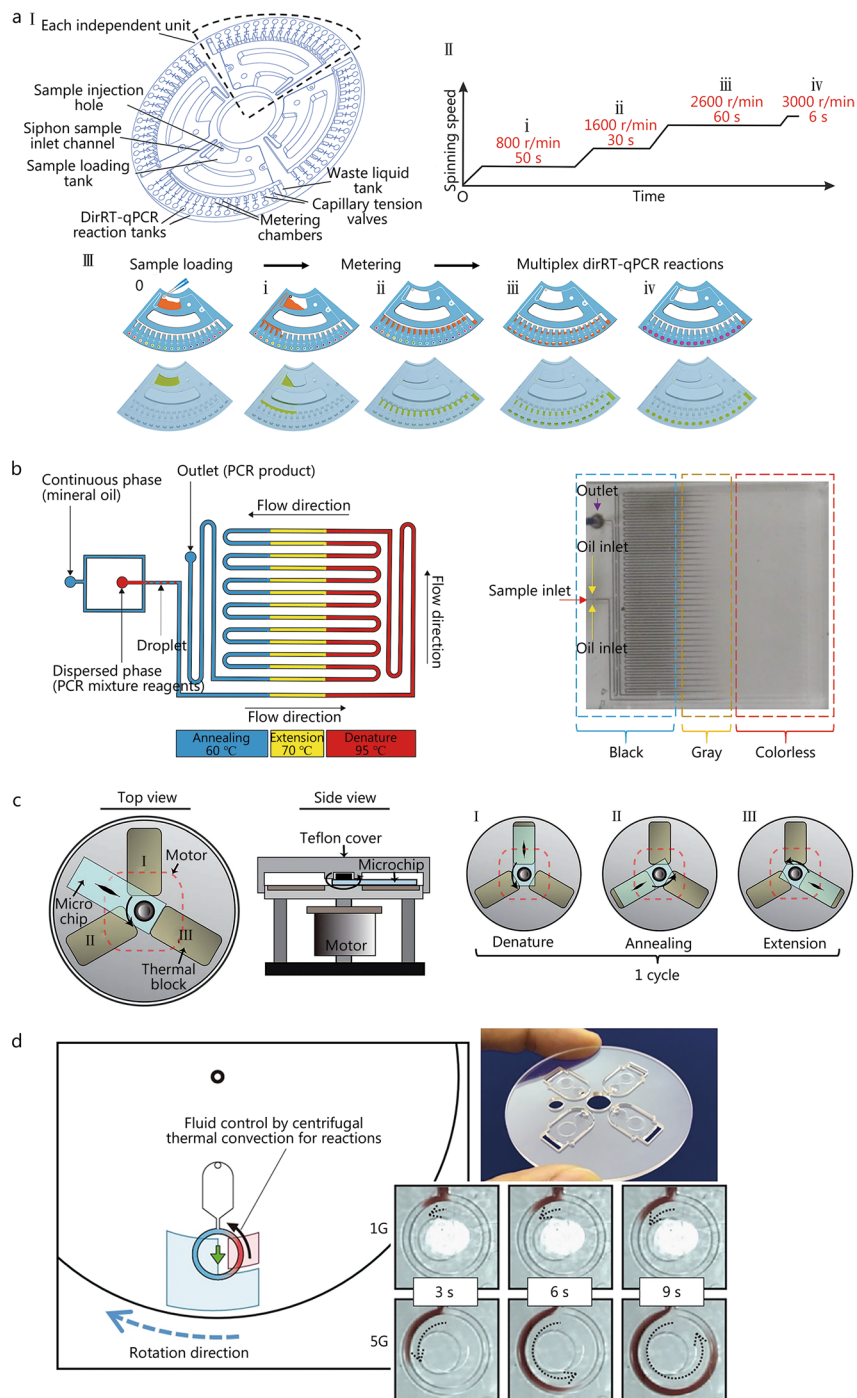 a
I
Each independent unit
Sample injection
hole
Siphon sample
inlet channel
Sample loading
tank
DirRT-qPCR
reaction tanks
Metering
chambers
Waste liquid
tank
Capillary tension
valves
II
Spinning speed
i
800 r/min
50 s
ii
1600 r/min
30 s
iii
2600 r/min
60 s
iv
3000 r/min
6 s
O
Time
III
Sample loading
Metering
Multiplex dirRT-qPCR reactions
0
i
ii
iii
iv
b
Continuous phase
(mineral oil)
Outlet (PCR product)
Flow direction
Flow direction
Droplet
Dispersed phase
(PCR mixture reagents)
Flow direction
Annealing
60 ℃
Extension
70 ℃
Denature
95 ℃
Outlet
Oil inlet
Sample inlet
Oil inlet
Black
Gray
Colorless
c
Top view
I
Motor
Micro
chip
II
III
Thermal
block
Side view
Teflon cover
Microchip
Motor
I
II
III
Denature
Annealing
Extension
1 cycle
d
Fluid control by centrifugal
thermal convection for reactions
Rotation direction
1G
3 s
6 s
9 s
5G